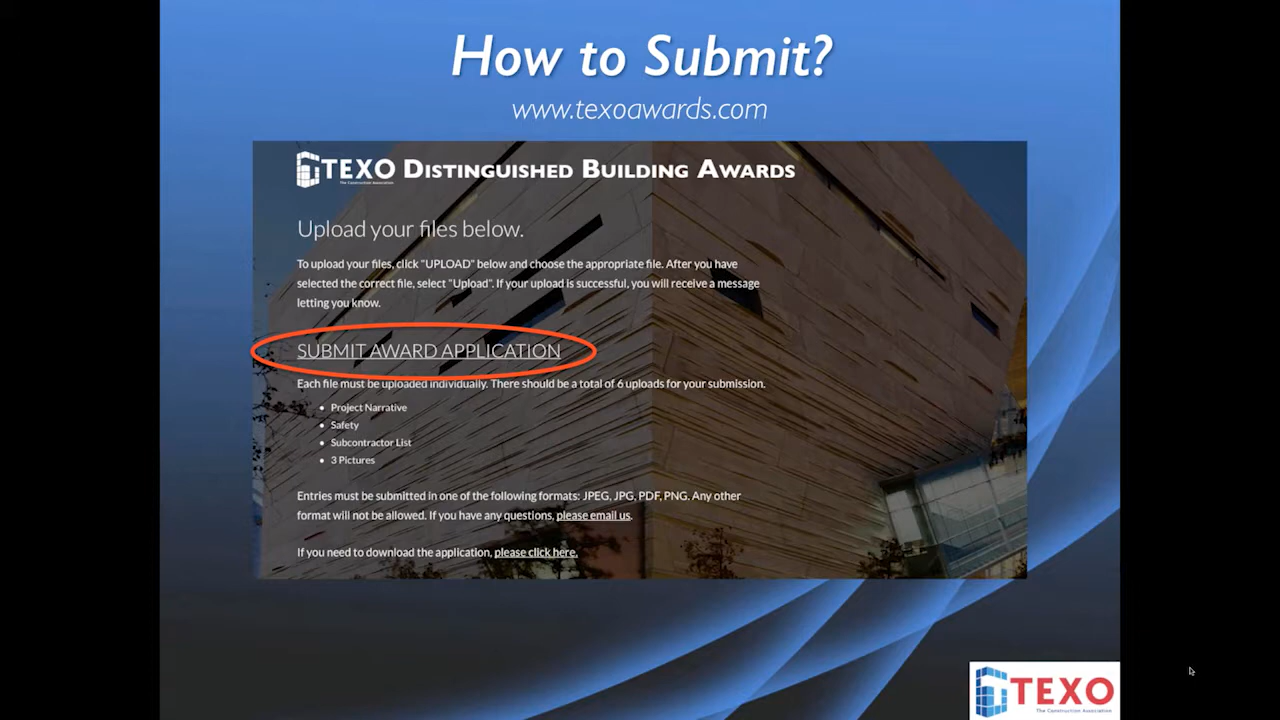 How to Submit?
www.texoawards.com
TEXO DISTINGUISHED BUILDING AWARDS
The Construction Association
Upload your files below.
To upload your files, click "UPLOAD" below and choose the appropriate file. After you have
selected the correct file, select "Upload". If your upload is successful, you will receive a message
letting you know.
SUBMIT AWARD APPLICATION
Each file must be uploaded individually. There should be a total of 6 uploads for your submission.
• Project Narrative
• Safety
• Subcontractor List
• 3 Pictures
Entries must be submitted in one of the following formats: JPEG, JPG, PDF, PNG. Any other
format will not be allowed. If you have any questions, please email us.
If you need to download the application, please click here.
TEXO
The Construction Association